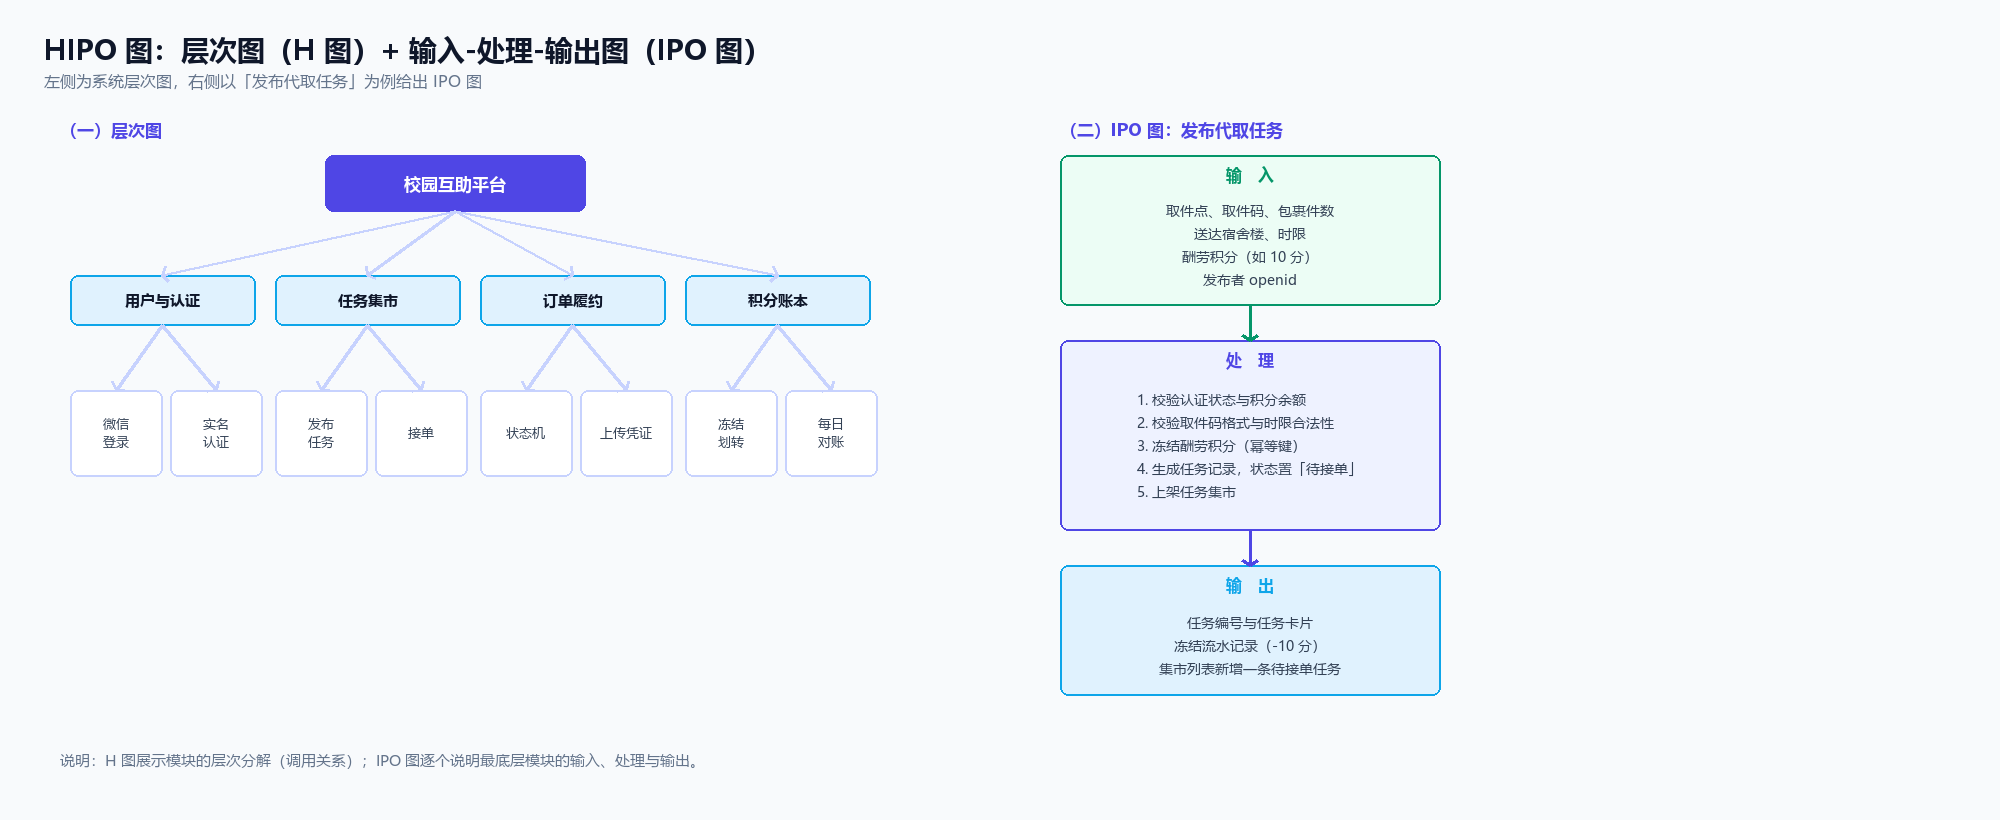 HIPO 图：层次图（H 图）+ 输入-处理-输出图（IPO 图）
左侧为系统层次图，右侧以「发布代取任务」为例给出 IPO 图
（一）层次图
校园互助平台
用户与认证
任务集市
订单履约
积分账本
微信
登录
实名
认证
发布
任务
接单
状态机
上传凭证
冻结
划转
每日
对账
（二）IPO 图：发布代取任务
输 入
取件点、取件码、包裹件数
送达宿舍楼、时限
酬劳积分（如 10 分）
发布者 openid
处 理
1. 校验认证状态与积分余额
2. 校验取件码格式与时限合法性
3. 冻结酬劳积分（幂等键）
4. 生成任务记录，状态置「待接单」
5. 上架任务集市
输 出
任务编号与任务卡片
冻结流水记录（-10 分）
集市列表新增一条待接单任务
说明：H 图展示模块的层次分解（调用关系）；IPO 图逐个说明最底层模块的输入、处理与输出。